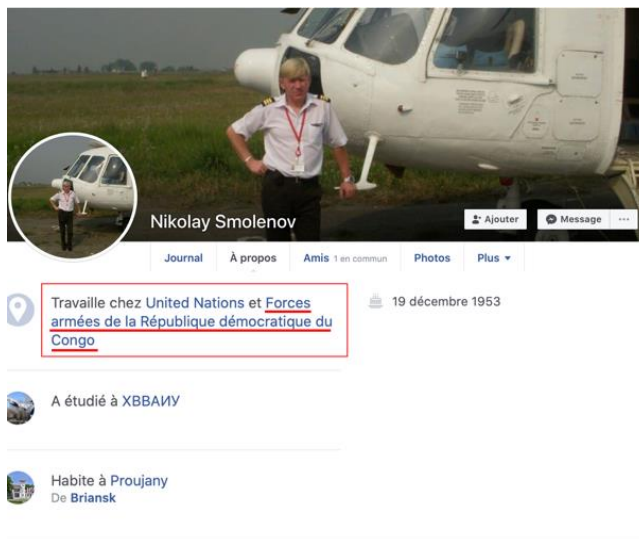 Nikolay Smolenov
Ajouter
Message
Journal
À propos
Amis 1 en commun
Photos
Plus
Travaille chez United Nations et Forces
armées de la République démocratique du
Congo
19 décembre 1953
A étudié à ХВВАИУ
Habite à Proujany
De Briansk